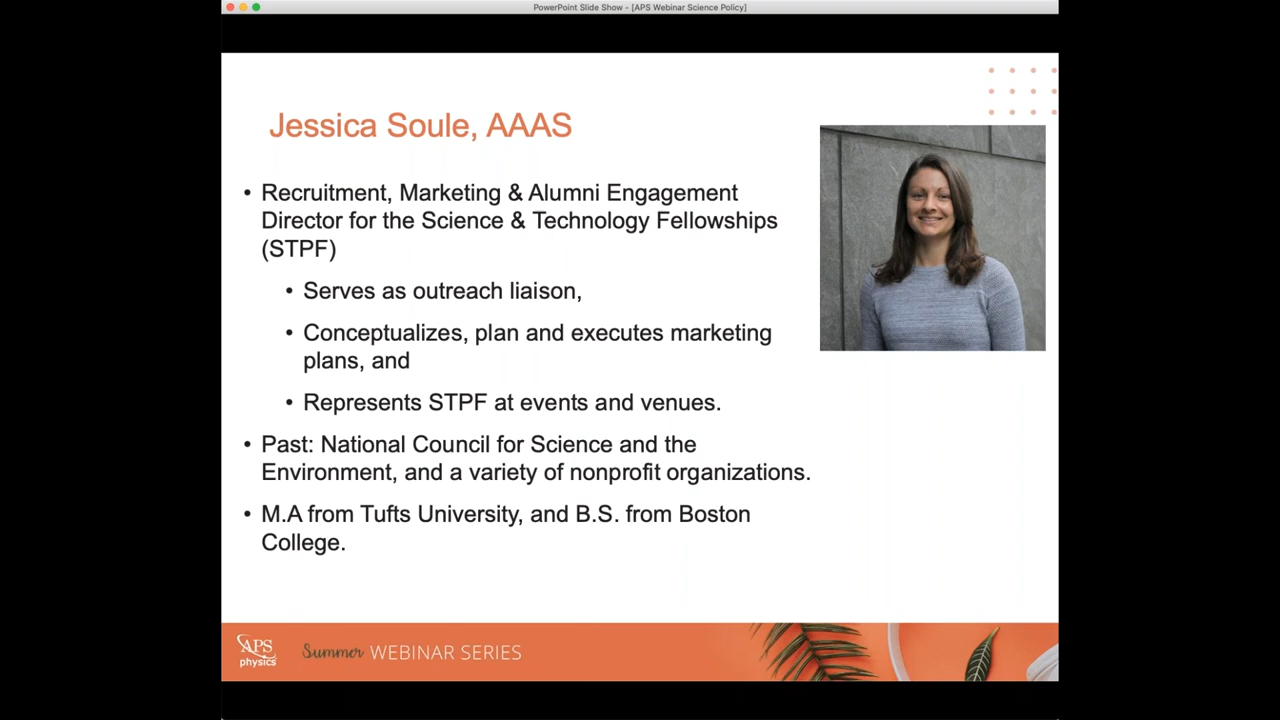 PowerPoint Slide Show - [APS Webinar Science Policy]
Jessica Soule, AAAS
• Recruitment, Marketing & Alumni Engagement
Director for the Science & Technology Fellowships
(STPF)
• Serves as outreach liaison,
• Conceptualizes, plan and executes marketing
plans, and
• Represents STPF at events and venues.
• Past: National Council for Science and the
Environment, and a variety of nonprofit organizations.
• M.A from Tufts University, and B.S. from Boston
College.
APS
physics
Summer WEBINAR SERIES